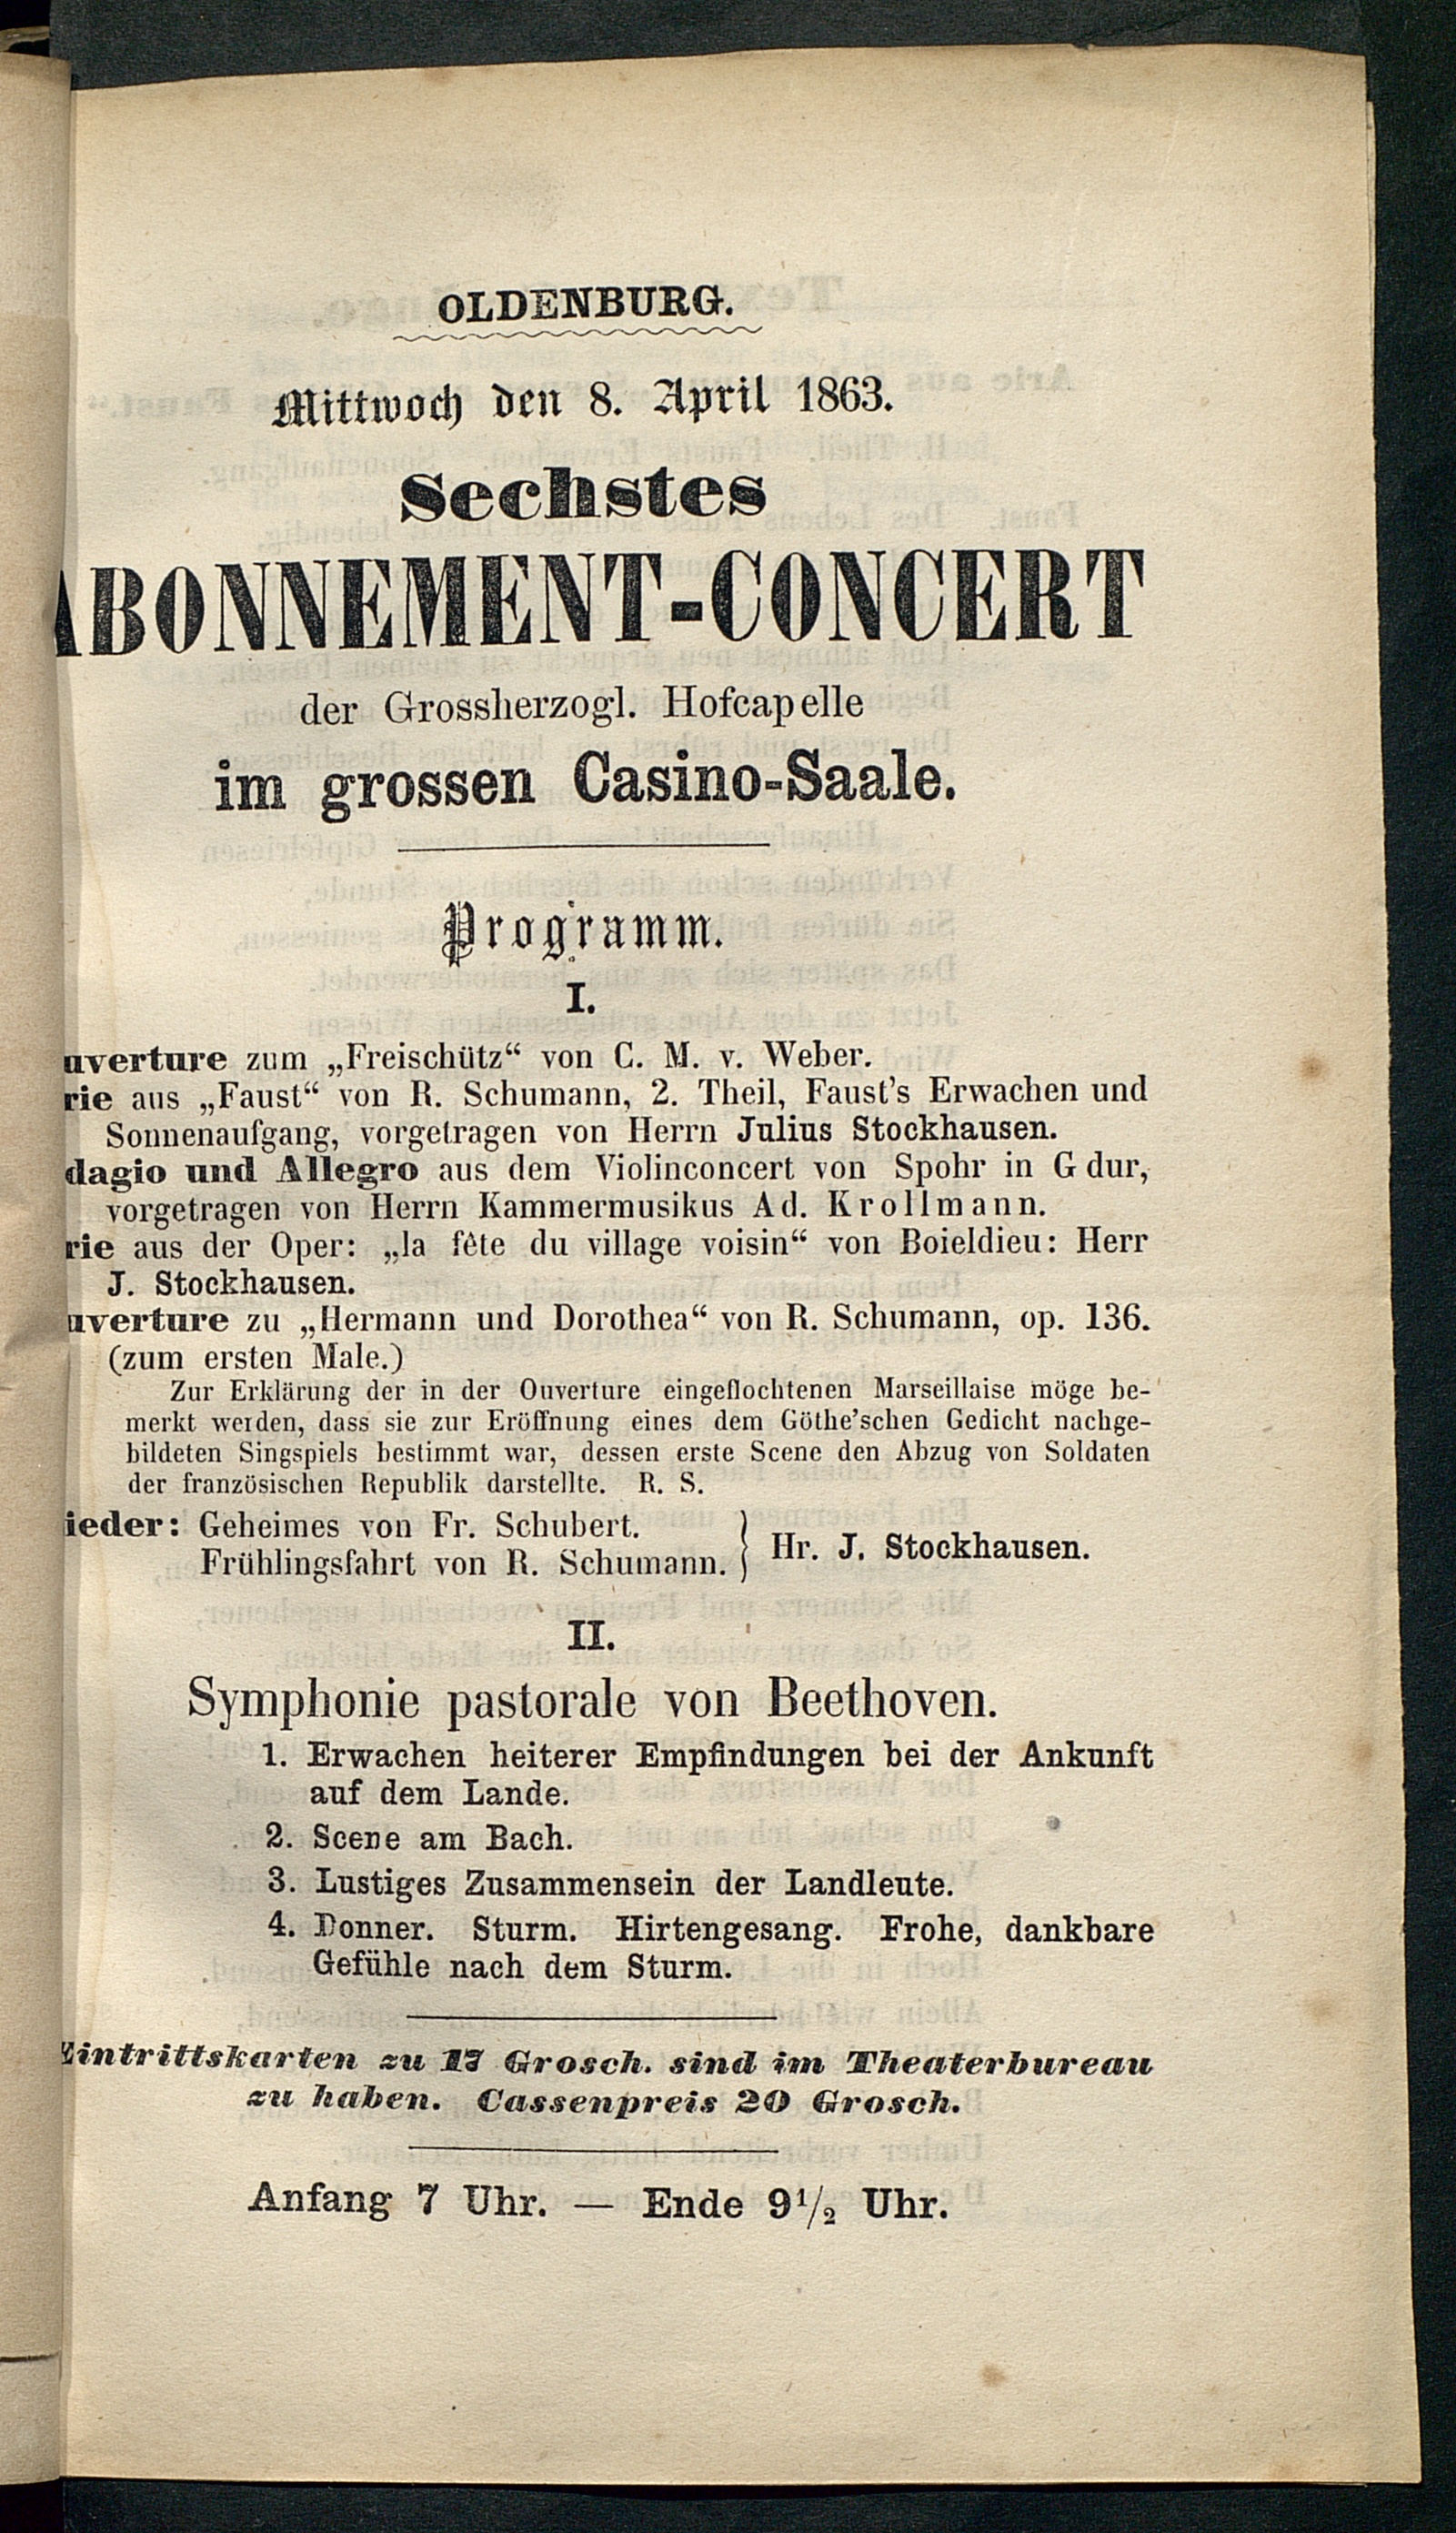 OLDENBURG.
Mittwoch den 8. April 1863.
Sechstes
ABONNEMENT-CONCERT
der Grossherzogl. Hofcapelle
im grossen Casino-Saale.
Programm.
I.
uverture zum „Freischütz“ von C. M. v. Weber.
rie aus „Faust“ von R. Schumann, 2. Theil, Faust's Erwachen und
Sonnenaufgang, vorgetragen von Herrn Julius Stockhausen.
dagio und Allegro aus dem Violinconcert von Spohr in G dur,
vorgetragen von Herrn Kammermusikus Ad. Krollmann.
rie aus der Oper: „la fête du village voisin“ von Boieldieu: Herr
J. Stockhausen.
uverture zu „Hermann und Dorothea“ von R. Schumann, op. 136.
(zum ersten Male.)
Zur Erklärung der in der Ouverture eingeflochtenen Marseillaise möge be-
merkt werden, dass sie zur Eröffnung eines dem Göthe'schen Gedicht nachge-
bildeten Singspiels bestimmt war, dessen erste Scene den Abzug von Soldaten
der französischen Republik darstellte. R. S.
ieder: Geheimes von Fr. Schubert.
Frühlingsfahrt von R. Schumann. } Hr. J. Stockhausen.
II.
Symphonie pastorale von Beethoven.
1. Erwachen heiterer Empfindungen bei der Ankunft
auf dem Lande.
2. Scene am Bach.
3. Lustiges Zusammensein der Landleute.
4. Donner. Sturm. Hirtengesang. Frohe, dankbare
Gefühle nach dem Sturm.
Eintrittskarten zu 17 Grosch. sind im Theaterbureau
zu haben. Cassenpreis 20 Grosch.
Anfang 7 Uhr. — Ende 9 1/2 Uhr.